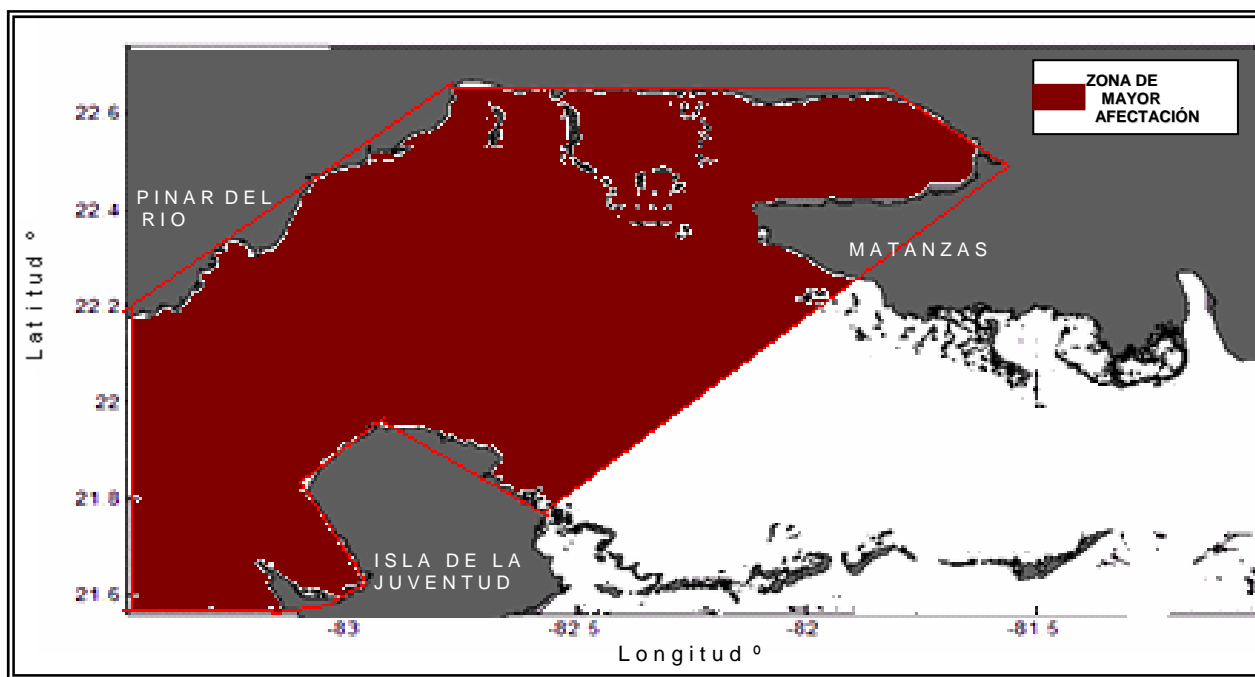 ZONA DE
MAYOR
AFECTACIÓN
22.6
PINAR DEL
RIO
22.4
MATANZAS
Latitud º
22.2
22
21.8
ISLA DE LA
JUVENTUD
21.6
-83
-82.5
-82
-81.5
Longitud º